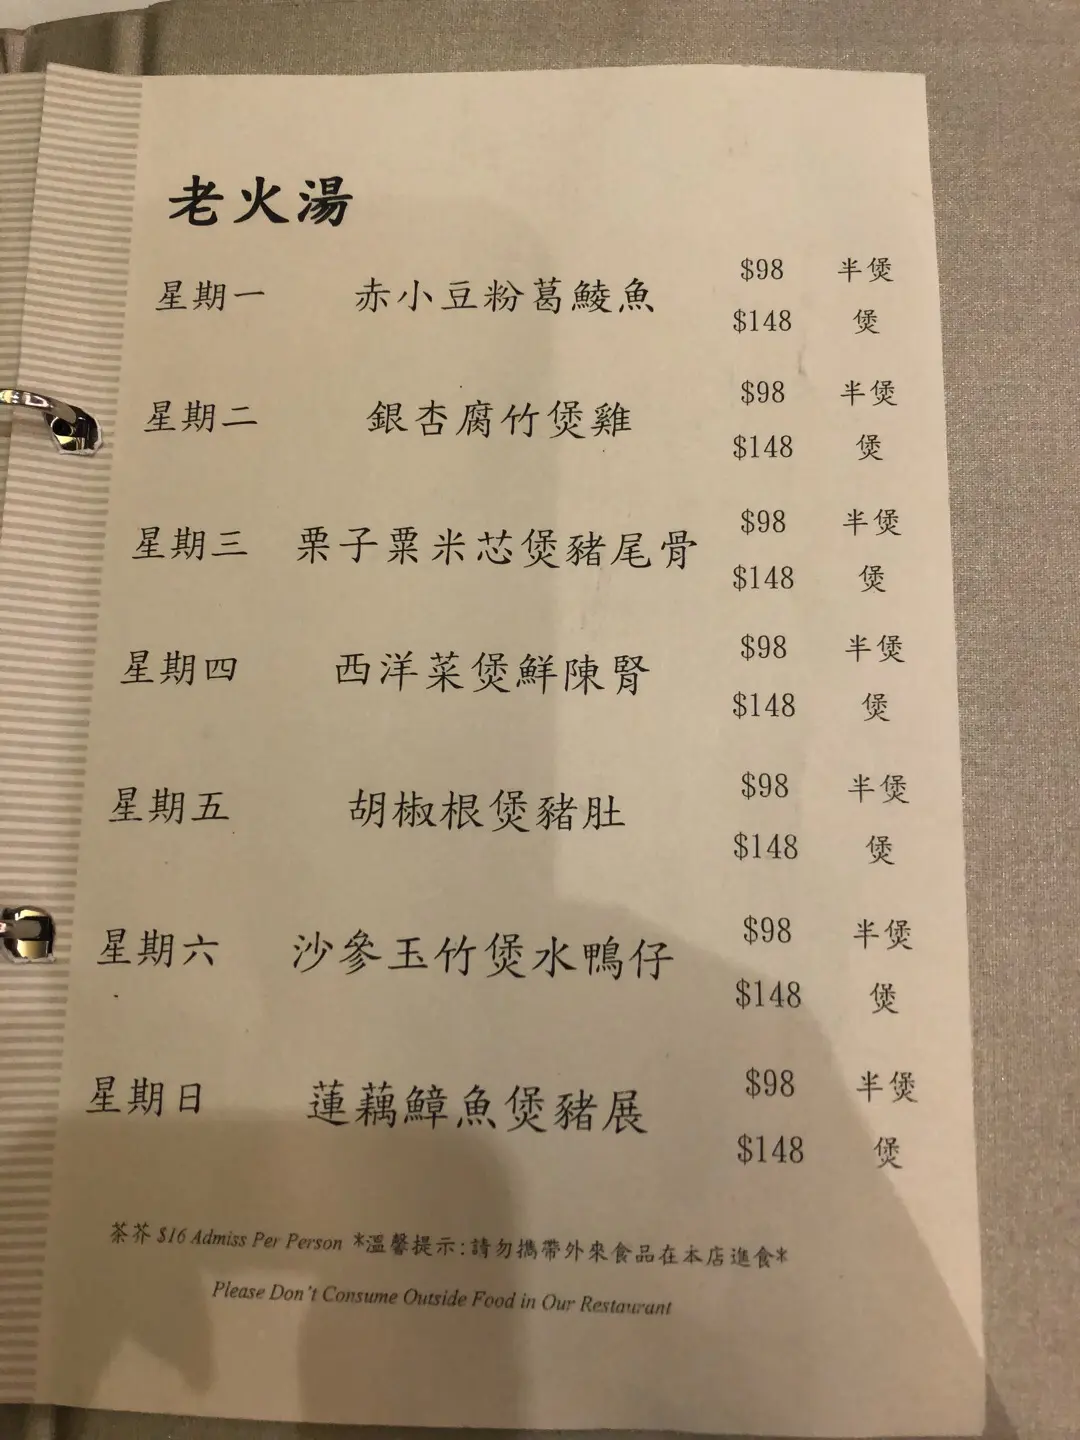 老火湯
星期一 赤小豆粉葛鯪魚 $98 半煲
$148 煲
星期二 銀杏腐竹煲雞 $98 半煲
$148 煲
星期三 栗子粟米芯煲豬尾骨 $98 半煲
$148 煲
星期四 西洋菜煲鮮陳腎 $98 半煲
$148 煲
星期五 胡椒根煲豬肚 $98 半煲
$148 煲
星期六 沙參玉竹煲水鴨仔 $98 半煲
$148 煲
星期日 蓮藕鱆魚煲豬展 $98 半煲
$148 煲
茶芥 $16 Admiss Per Person *溫馨提示:請勿攜帶外來食品在本店進食*
Please Don't Consume Outside Food in Our Restaurant